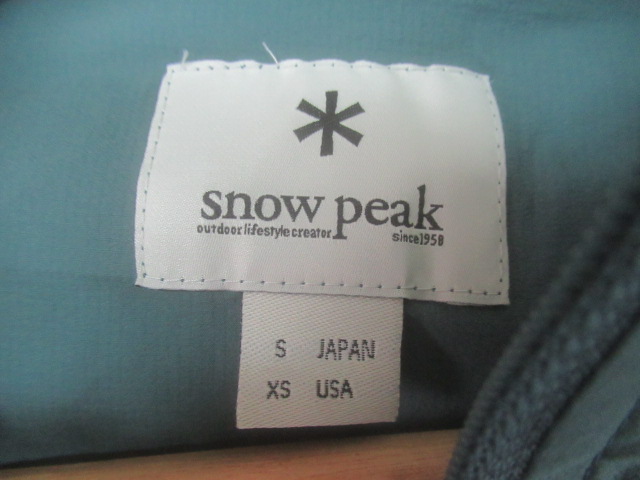 snow peak
outdoor lifestyle creator since1958
S JAPAN
XS USA